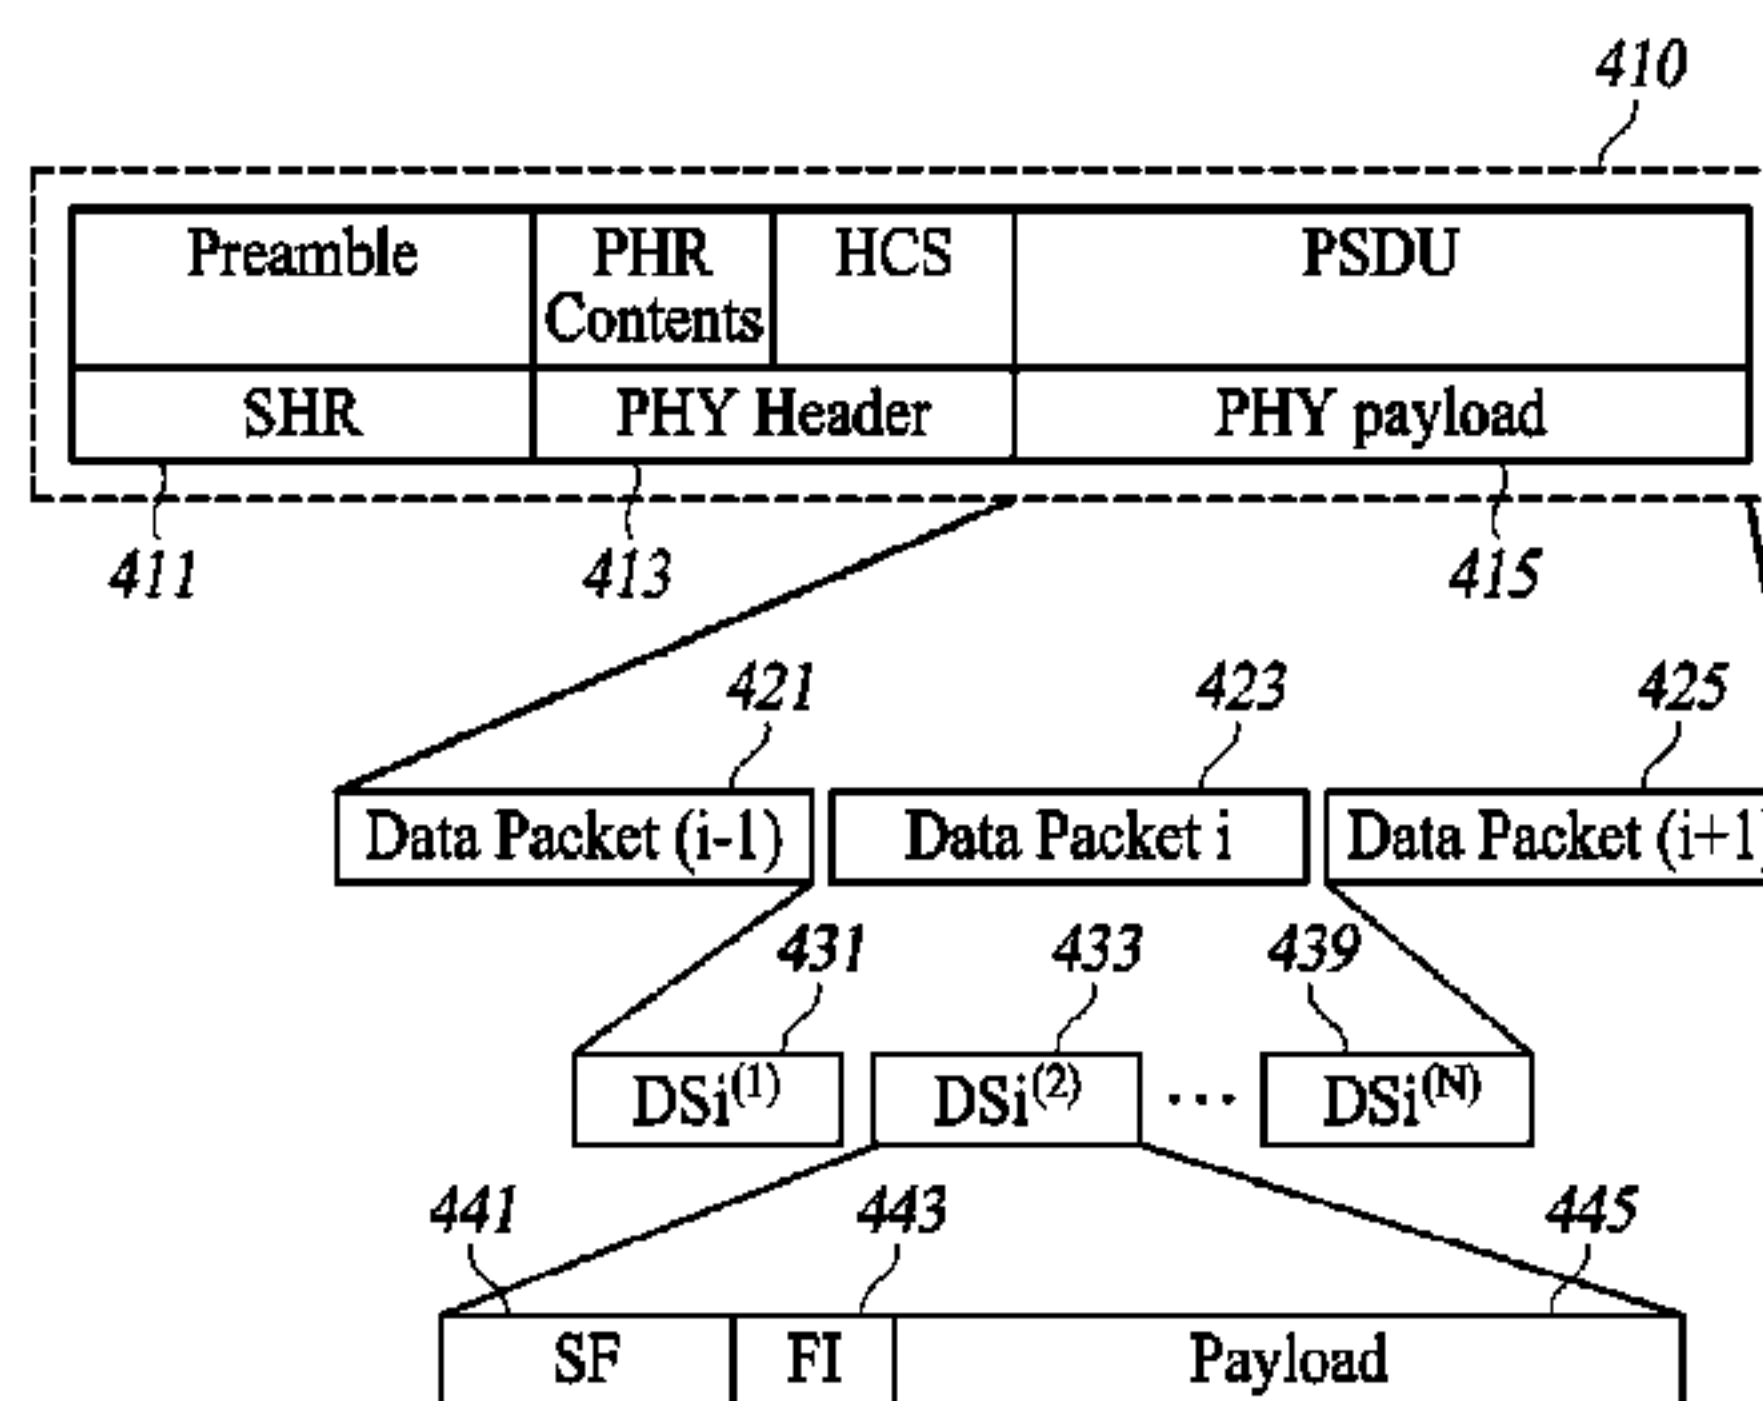 410
Preamble PHR HCS PSDU
Contents
SHR PHY Header PHY payload
411 413 415
421 423 425
Data Packet (i-1) Data Packet i Data Packet (i+1)
431 433 439
DSi(1) DSi(2) ... DSi(N)
441 443 445
SF FI Payload